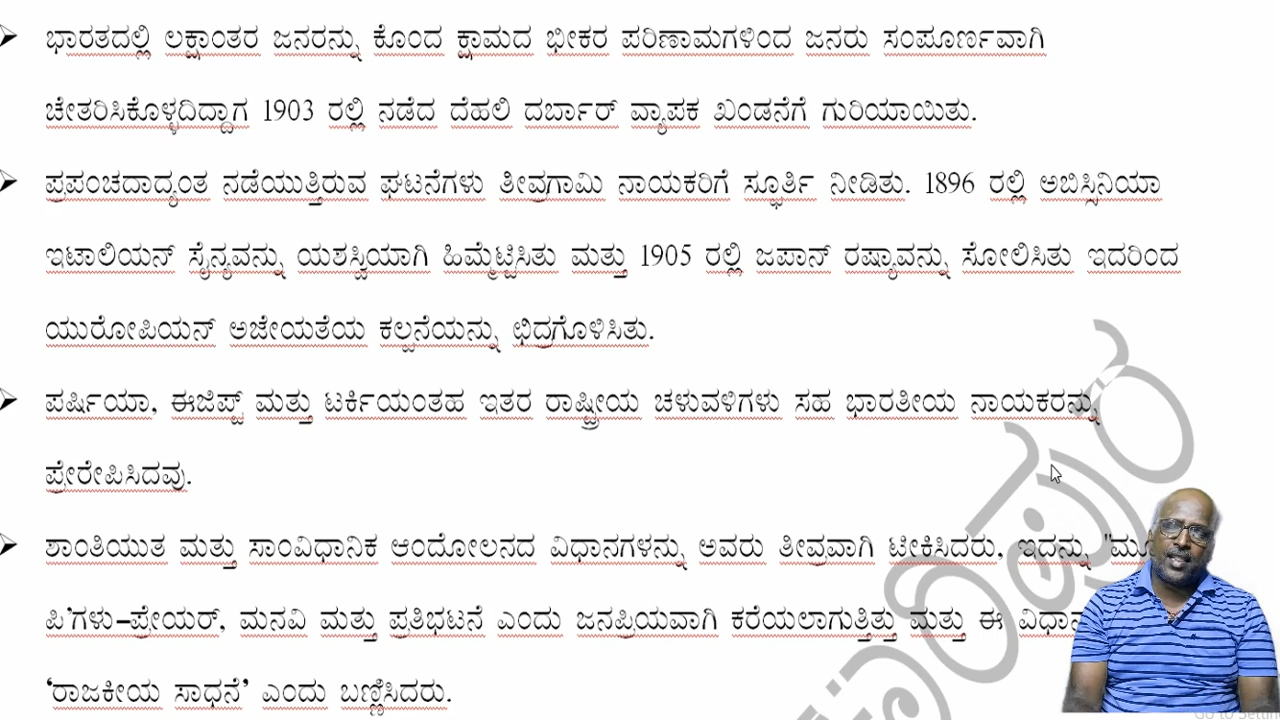 ಭಾರತದಲ್ಲಿ ಲಕ್ಷಾಂತರ ಜನರನ್ನು ಕೊಂದ ಕ್ಷಾಮದ ಭೀಕರ ಪರಿಣಾಮಗಳಿಂದ ಜನರು ಸಂಪೂರ್ಣವಾಗಿ
ಚೇತರಿಸಿಕೊಳ್ಳದಿದ್ದಾಗ 1903 ರಲ್ಲಿ ನಡೆದ ದೆಹಲಿ ದರ್ಬಾರ್ ವ್ಯಾಪಕ ಖಂಡನೆಗೆ ಗುರಿಯಾಯಿತು.
ಪ್ರಪಂಚದಾದ್ಯಂತ ನಡೆಯುತ್ತಿರುವ ಘಟನೆಗಳು ತೀವ್ರಗಾಮಿ ನಾಯಕರಿಗೆ ಸ್ಫೂರ್ತಿ ನೀಡಿತು. 1896 ರಲ್ಲಿ ಅಬಿಸ್ಸಿನಿಯಾ
ಇಟಾಲಿಯನ್ ಸೈನ್ಯವನ್ನು ಯಶಸ್ವಿಯಾಗಿ ಹಿಮ್ಮೆಟ್ಟಿಸಿತು ಮತ್ತು 1905 ರಲ್ಲಿ ಜಪಾನ್ ರಷ್ಯಾವನ್ನು ಸೋಲಿಸಿತು ಇದರಿಂದ
ಯುರೋಪಿಯನ್ ಅಜೇಯತೆಯ ಕಲ್ಪನೆಯನ್ನು ಛಿದ್ರಗೊಳಿಸಿತು.
ಪರ್ಷಿಯಾ, ಈಜಿಪ್ಟ್ ಮತ್ತು ಟರ್ಕಿಯಂತಹ ಇತರ ರಾಷ್ಟ್ರೀಯ ಚಳುವಳಿಗಳು ಸಹ ಭಾರತೀಯ ನಾಯಕರನ್ನು
ಪ್ರೇರೇಪಿಸಿದವು.
ಶಾಂತಿಯುತ ಮತ್ತು ಸಾಂವಿಧಾನಿಕ ಆಂದೋಲನದ ವಿಧಾನಗಳನ್ನು ಅವರು ತೀವ್ರವಾಗಿ ಟೀಕಿಸಿದರು, ಇದನ್ನು
ಪಿ'ಗಳು–ಪ್ರೇಯರ್, ಮನವಿ ಮತ್ತು ಪ್ರತಿಭಟನೆ ಎಂದು ಜನಪ್ರಿಯವಾಗಿ ಕರೆಯಲಾಗುತ್ತಿತ್ತು ಮತ್ತು ಈ
'ರಾಜಕೀಯ ಸಾಧನೆ' ಎಂದು ಬಣ್ಣಿಸಿದರು.